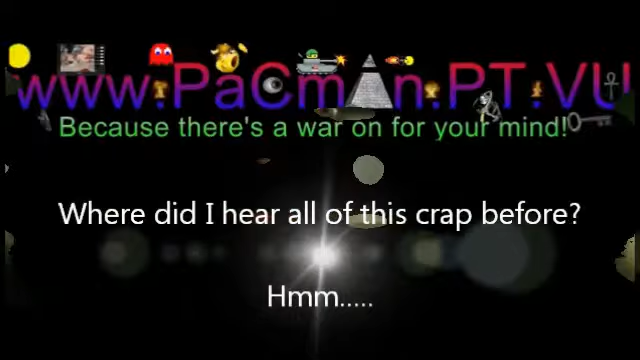 www.PaCmAn.PT.VU
Because there's a war on for your mind!
Where did I hear all of this crap before?
Hmm.....